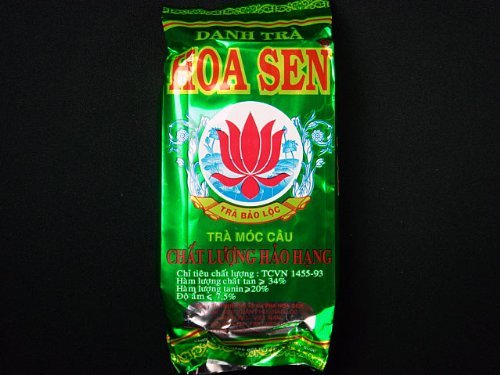 DANH TRÀ
HOA SEN
TRÀ BẢO LỘC
TRÀ MÓC CÂU
CHẤT LƯỢNG HẢO HẠNG
Chỉ tiêu chất lượng : TCVN 1455-93
Hàm lượng chất tan ≥ 34%
Hàm lượng tanin ≥20%
Độ ẩm ≤ 7,5%